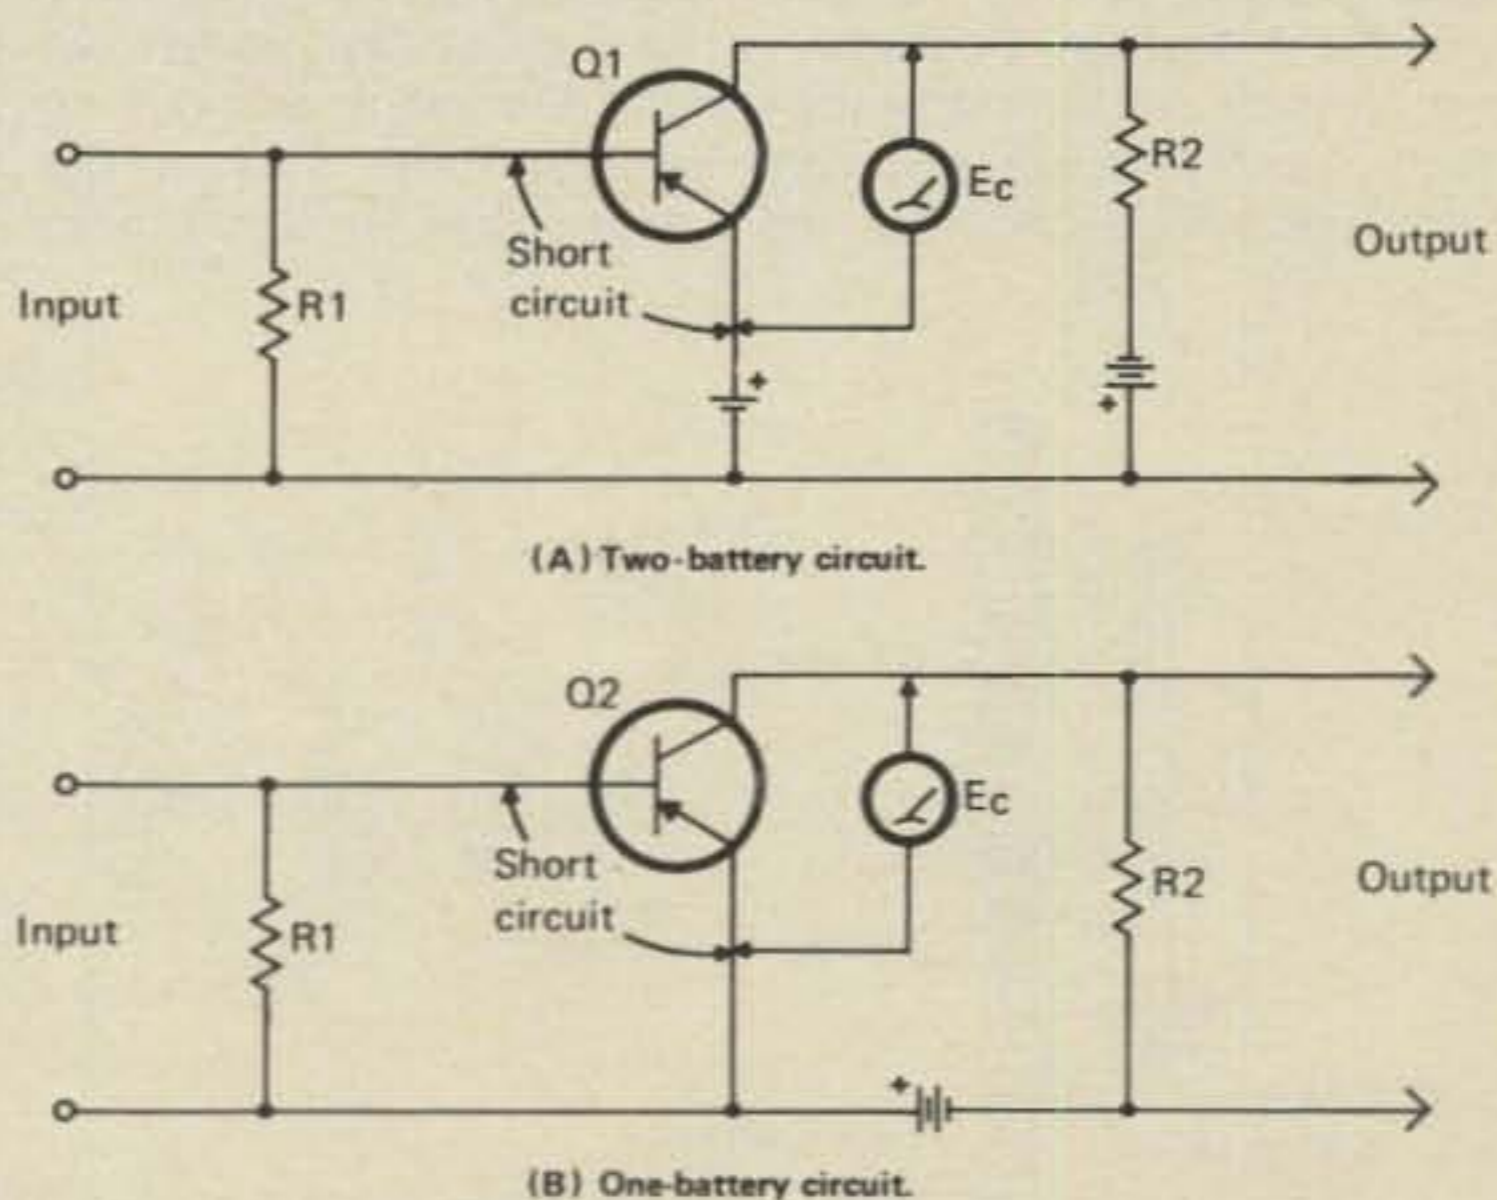 Q1
Ec
R2
Short
circuit
Output
Input
R1
+
+
(A) Two-battery circuit.
Q2
Ec
R2
Short
circuit
Output
Input
R1
+
(B) One-battery circuit.